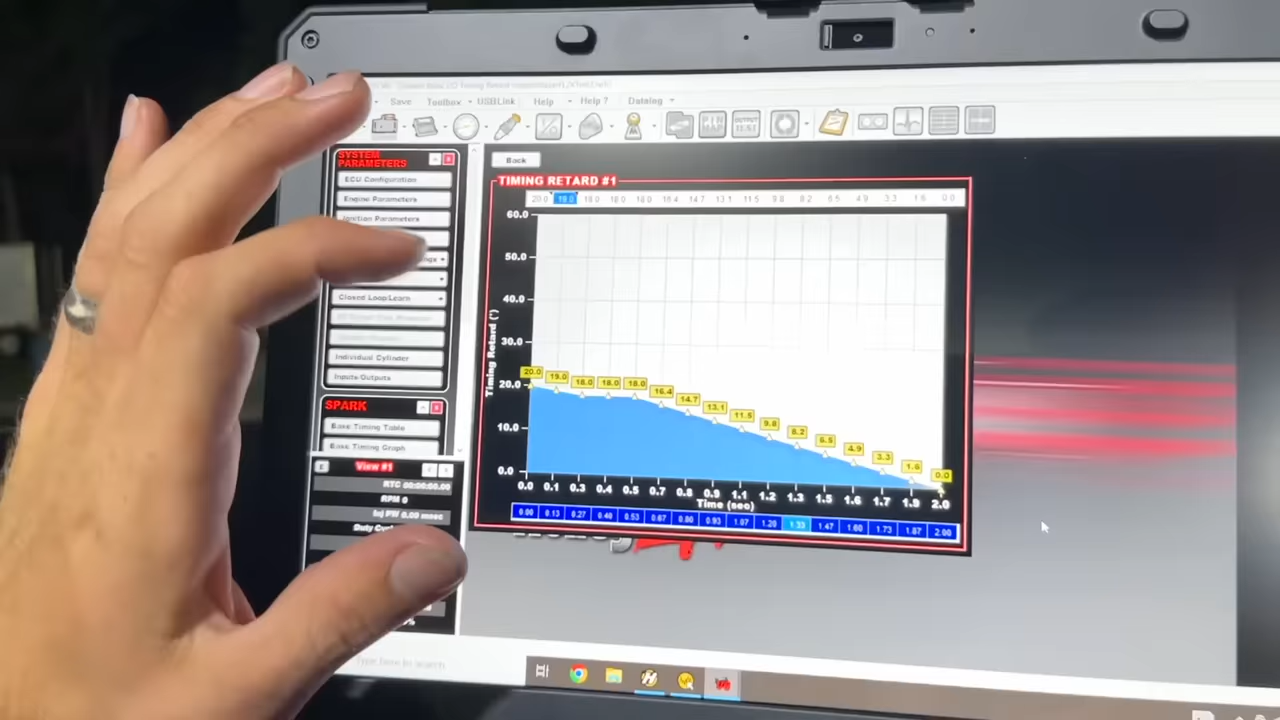 Save Toolbox USBLink Help Help? Datalog
SYSTEM
PARAMETERS
ECU Configuration
Engine Parameters
Ignition Parameters
Closed Loop/Learn
Individual Cylinder
Inputs/Outputs
SPARK
Base Timing Table
Base Timing Graph
View #1
RTC 00:00:00.00
RPM 0
Inj PW 0.00 msec
Back
TIMING RETARD #1
20.0 19.0 18.0 18.0 18.0 16.4 14.7 13.1 11.5 9.8 8.2 6.5 4.9 3.3 1.6 0.0
60.0
50.0
40.0
30.0
20.0
10.0
0.0
Timing Retard (°)
20.0 19.0 18.0 18.0 18.0 16.4 14.7 13.1 11.5 9.8 8.2 6.5 4.9 3.3 1.6 0.0
0.0 0.1 0.3 0.4 0.5 0.7 0.8 0.9 1.1 1.2 1.3 1.5 1.6 1.7 1.9 2.0
Time (sec)
0.00 0.13 0.27 0.40 0.53 0.67 0.80 0.93 1.07 1.20 1.33 1.47 1.60 1.73 1.87 2.00
Type here to search